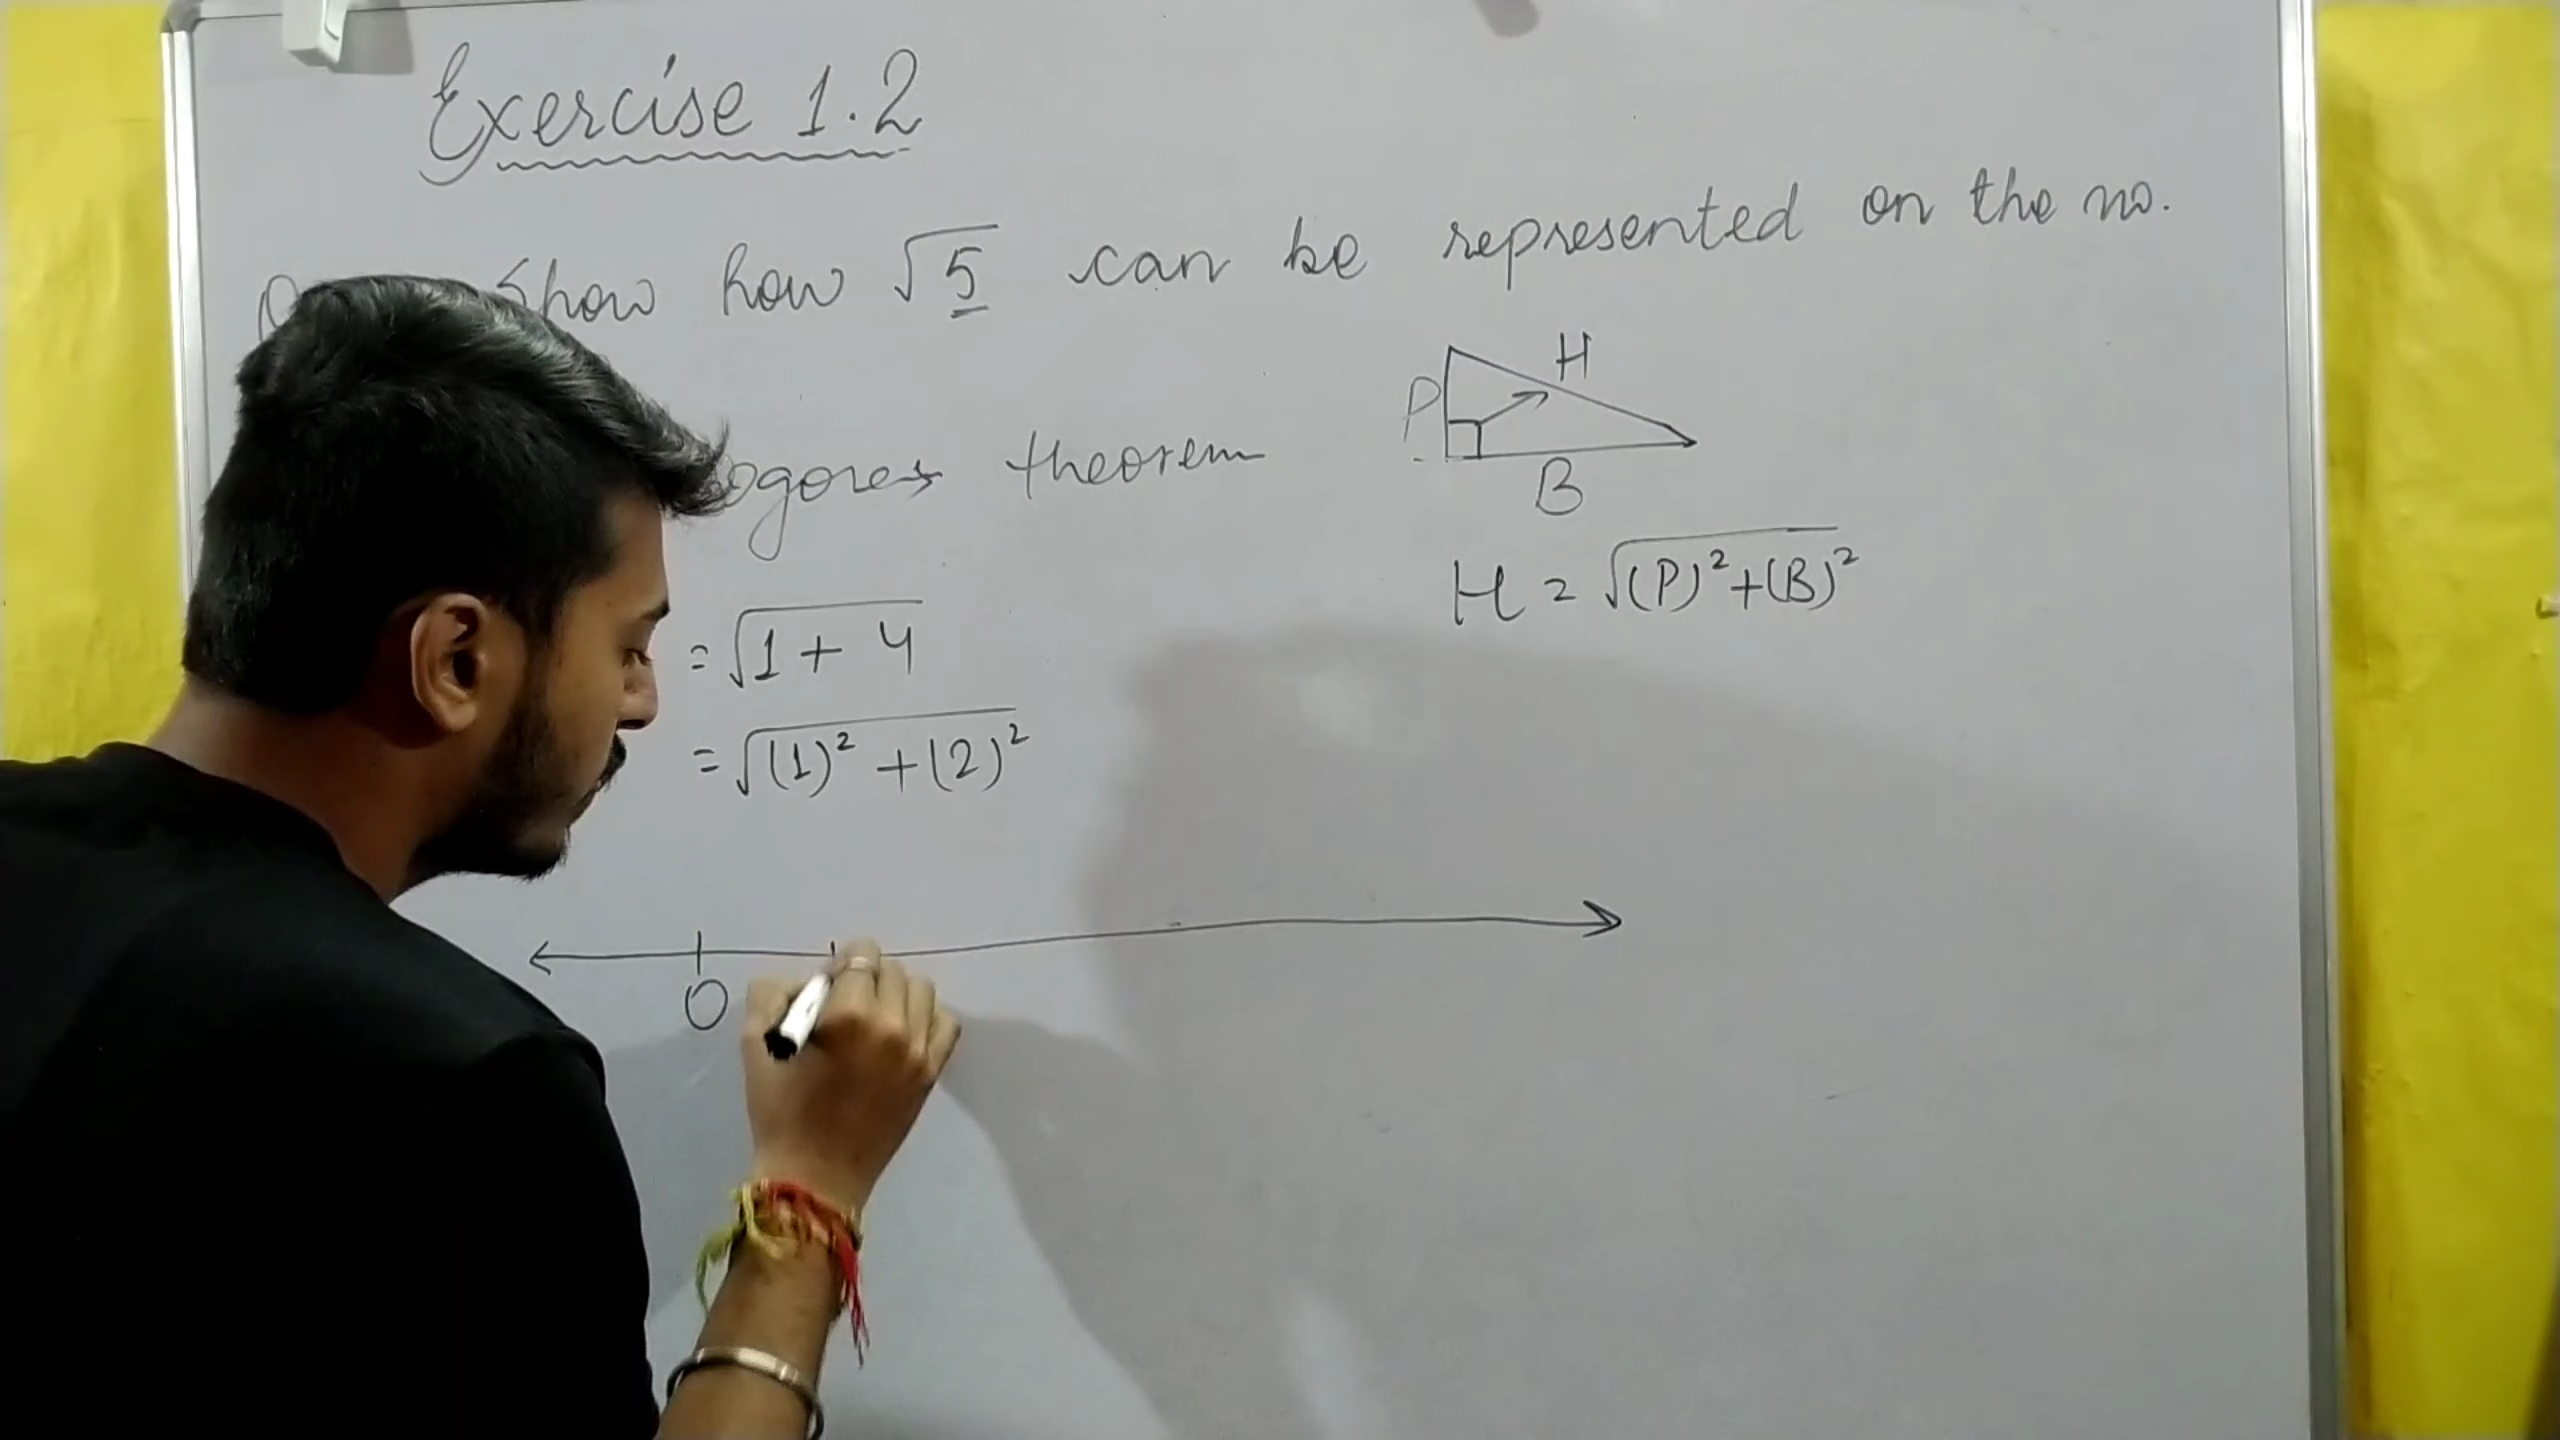 Exercise 1.2
Show how √5 can be represented on the no.
H
P
theorem
B
H = √(P)²+(B)²
= √1 + 4
= √(1)² + (2)²
0